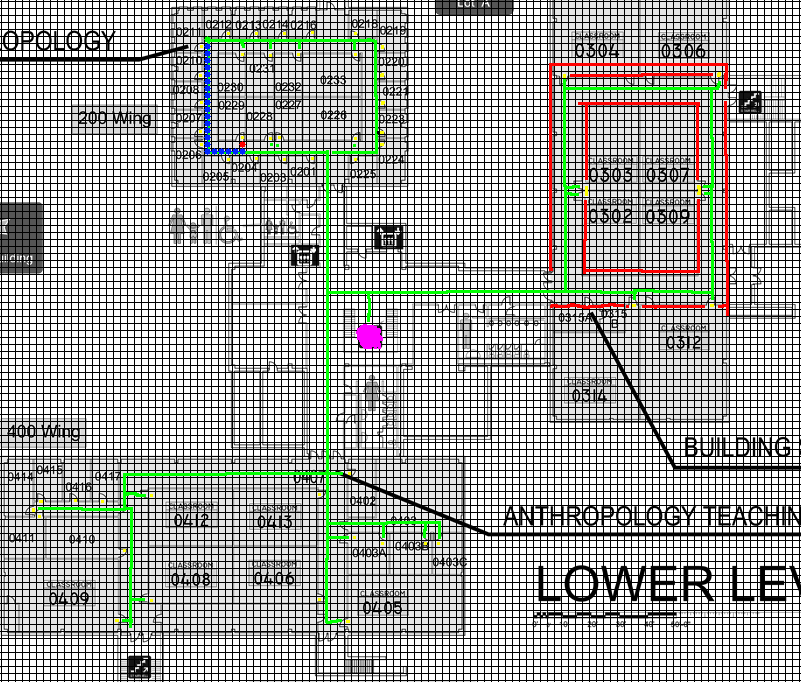 Lot A
0212
0213
0214
0216
0218
0219
0211
OPOLOGY
0304
0306
0210
0220
0231
0233
0208
0230
0232
0221
0229
0227
200 Wing
0207
0228
0226
0223
0206
0204
0201
0224
0205
0203
0225
CLASSROOM
0303
CLASSROOM
0307
CLASSROOM
0302
CLASSROOM
0309
uilding
0315A
0315
CLASSROOM
0312
CLASSROOM
0314
400 Wing
BUILDING
0414
0415
0416
0417
0407
0402
ANTHROPOLOGY TEACHIN
CLASSROOM
0412
CLASSROOM
0413
0403
0411
0410
0403A
0403B
0403C
CLASSROOM
0409
CLASSROOM
0408
CLASSROOM
0406
CLASSROOM
0405
LOWER LEV